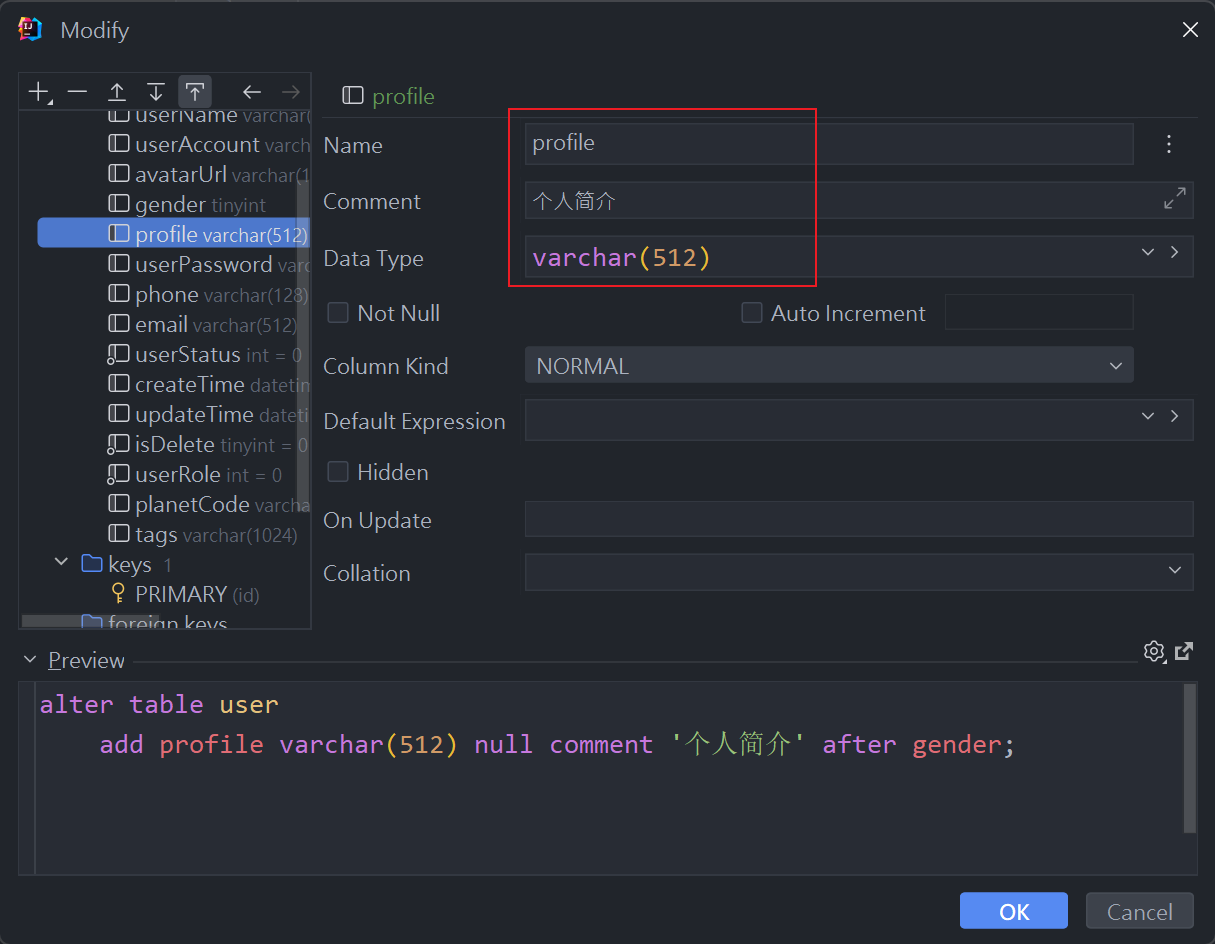 Modify
profile
userName varchar(
userAccount varch
avatarUrl varchar(1
gender tinyint
profile varchar(512)
userPassword varc
phone varchar(128)
email varchar(512)
userStatus int = 0
createTime datetin
updateTime dateti
isDelete tinyint = 0
userRole int = 0
planetCode varcha
tags varchar(1024)
keys 1
PRIMARY (id)
foreign keys
Name profile
Comment 个人简介
Data Type varchar(512)
Not Null Auto Increment
Column Kind NORMAL
Default Expression
Hidden
On Update
Collation
Preview
alter table user
add profile varchar(512) null comment '个人简介' after gender;
OK Cancel